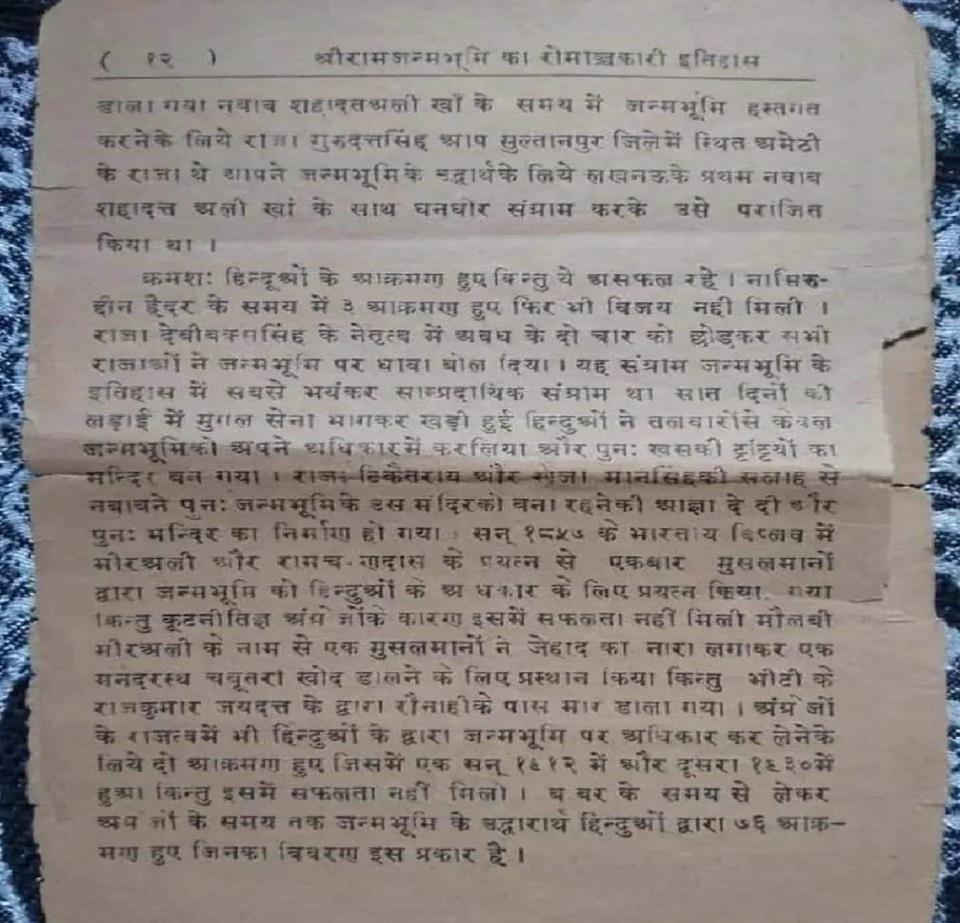 ( १२ ) श्रीरामजन्मभूमि का रोमाञ्चकारी इतिहास
डाला गया नवाब शहादतअली खाँ के समय में जन्मभूमि हस्तगत
करनेके लिये राजा गुरुदत्तसिंह आप सुल्तानपुर जिलेमें स्थित अमेठी
के राजा थे आपने जन्मभूमिके उद्वार्थके लिये लखनऊके प्रथम नवाब
शहादत्त अली खां के साथ घनघोर संग्राम करके उसे पराजित
किया था ।
क्रमशः हिन्दूओं के आक्रमण हुए किन्तु ये असफल रहे । नासिरु-
द्दीन हैदर के समय में ३ आक्रमण हुए फिर भी विजय नही मिली ।
राजा देवीबक्ससिंह के नेतृत्व में अवध के दो चार को छोड़कर सभी
राजाओं ने जन्मभूमि पर धावा बोल दिया । यह संग्राम जन्मभूमि के
इतिहास में सबसे भयंकर साम्प्रदायिक संग्राम था सात दिनों की
लड़ाई में मुगल सेना भागकर खड़ी हुई हिन्दुओं ने तलवारोंसे केवल
जन्मभूमिको अपने अधिकारमें करलिया और पुनः खसकी टट्टियों का
मन्दिर बन गया । राजा टिकैतराय और राजा मानसिंहकी सलाह से
नबाबने पुनः जन्मभूमिके उस मंदिरको बना रहनेकी आज्ञा दे दी और
पुनः मन्दिर का निर्माण हो गया । सन् १८५७ के भारतीय विप्लव में
मीरअली और रामचरणदास के प्रयत्न से एकबार मुसलमानों
द्वारा जन्मभूमि को हिन्दुओं के अधिकार के लिए प्रयत्न किया गया
किन्तु कूटनीतिज्ञ अंग्रेजोंके कारण इसमें सफलता नहीं मिली मौलबी
मीरअली के नाम से एक मुसलमानों ने जेहाद का नारा लगाकर एक
मनदरस्थ चबूतरा खोद डालने के लिए प्रस्थान किया किन्तु भीटी के
राजकुमार जयदत्त के द्वारा रौनाहीके पास मार डाला गया । अंग्रेजों
के राजत्वमें भी हिन्दुओं के द्वारा जन्मभूमि पर अधिकार कर लेनेके
लिये दो आक्रमण हुए जिसमें एक सन् १९१२ में और दूसरा १९३०में
हुआ किन्तु इसमें सफलता नहीं मिली । बाबर के समय से लेकर
अंग्रेजों के समय तक जन्मभूमि के उद्धारार्थ हिन्दुओं द्वारा ७६ आक्र-
मण हुए जिनका विवरण इस प्रकार है ।